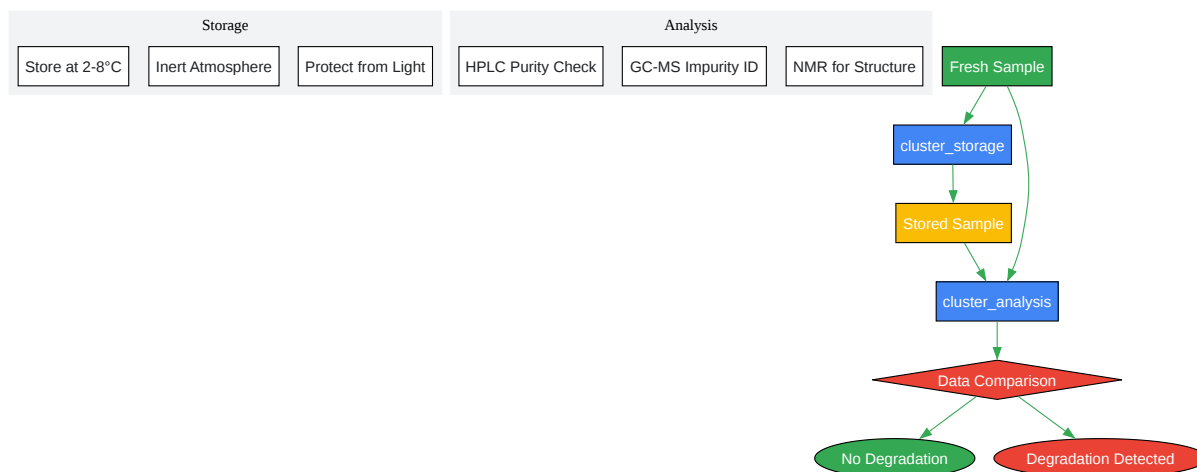 Storage
Store at 2-8°C
Inert Atmosphere
Protect from Light
Analysis
HPLC Purity Check
GC-MS Impurity ID
NMR for Structure
Fresh Sample
cluster_storage
Stored Sample
cluster_analysis
Data Comparison
No Degradation
Degradation Detected